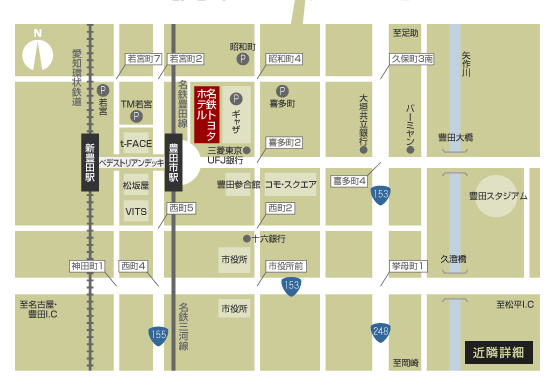 N
愛知環状鉄道
若宮町7
若宮町2
昭和町
昭和町4
至足助
久保町3南
矢作川
P
若宮
TM若宮
P
名鉄豊田線
名鉄トヨタ
ホテル
P
ギャザ
P
喜多町
大垣共立銀行
バーミヤン
豊田大橋
新豊田駅
t-FACE
ペデストリアンデッキ
豊田市駅
三菱東京
UFJ銀行
喜多町2
喜多町4
153
松坂屋
VITS
豊田参合館
コモ・スクエア
豊田スタジアム
西町5
西町2
十六銀行
市役所
久澄橋
神田町1
西町4
市役所前
挙母町1
153
至名古屋・
豊田I.C
名鉄三河線
市役所
至松平I.C
155
248
至岡崎
近隣詳細
P